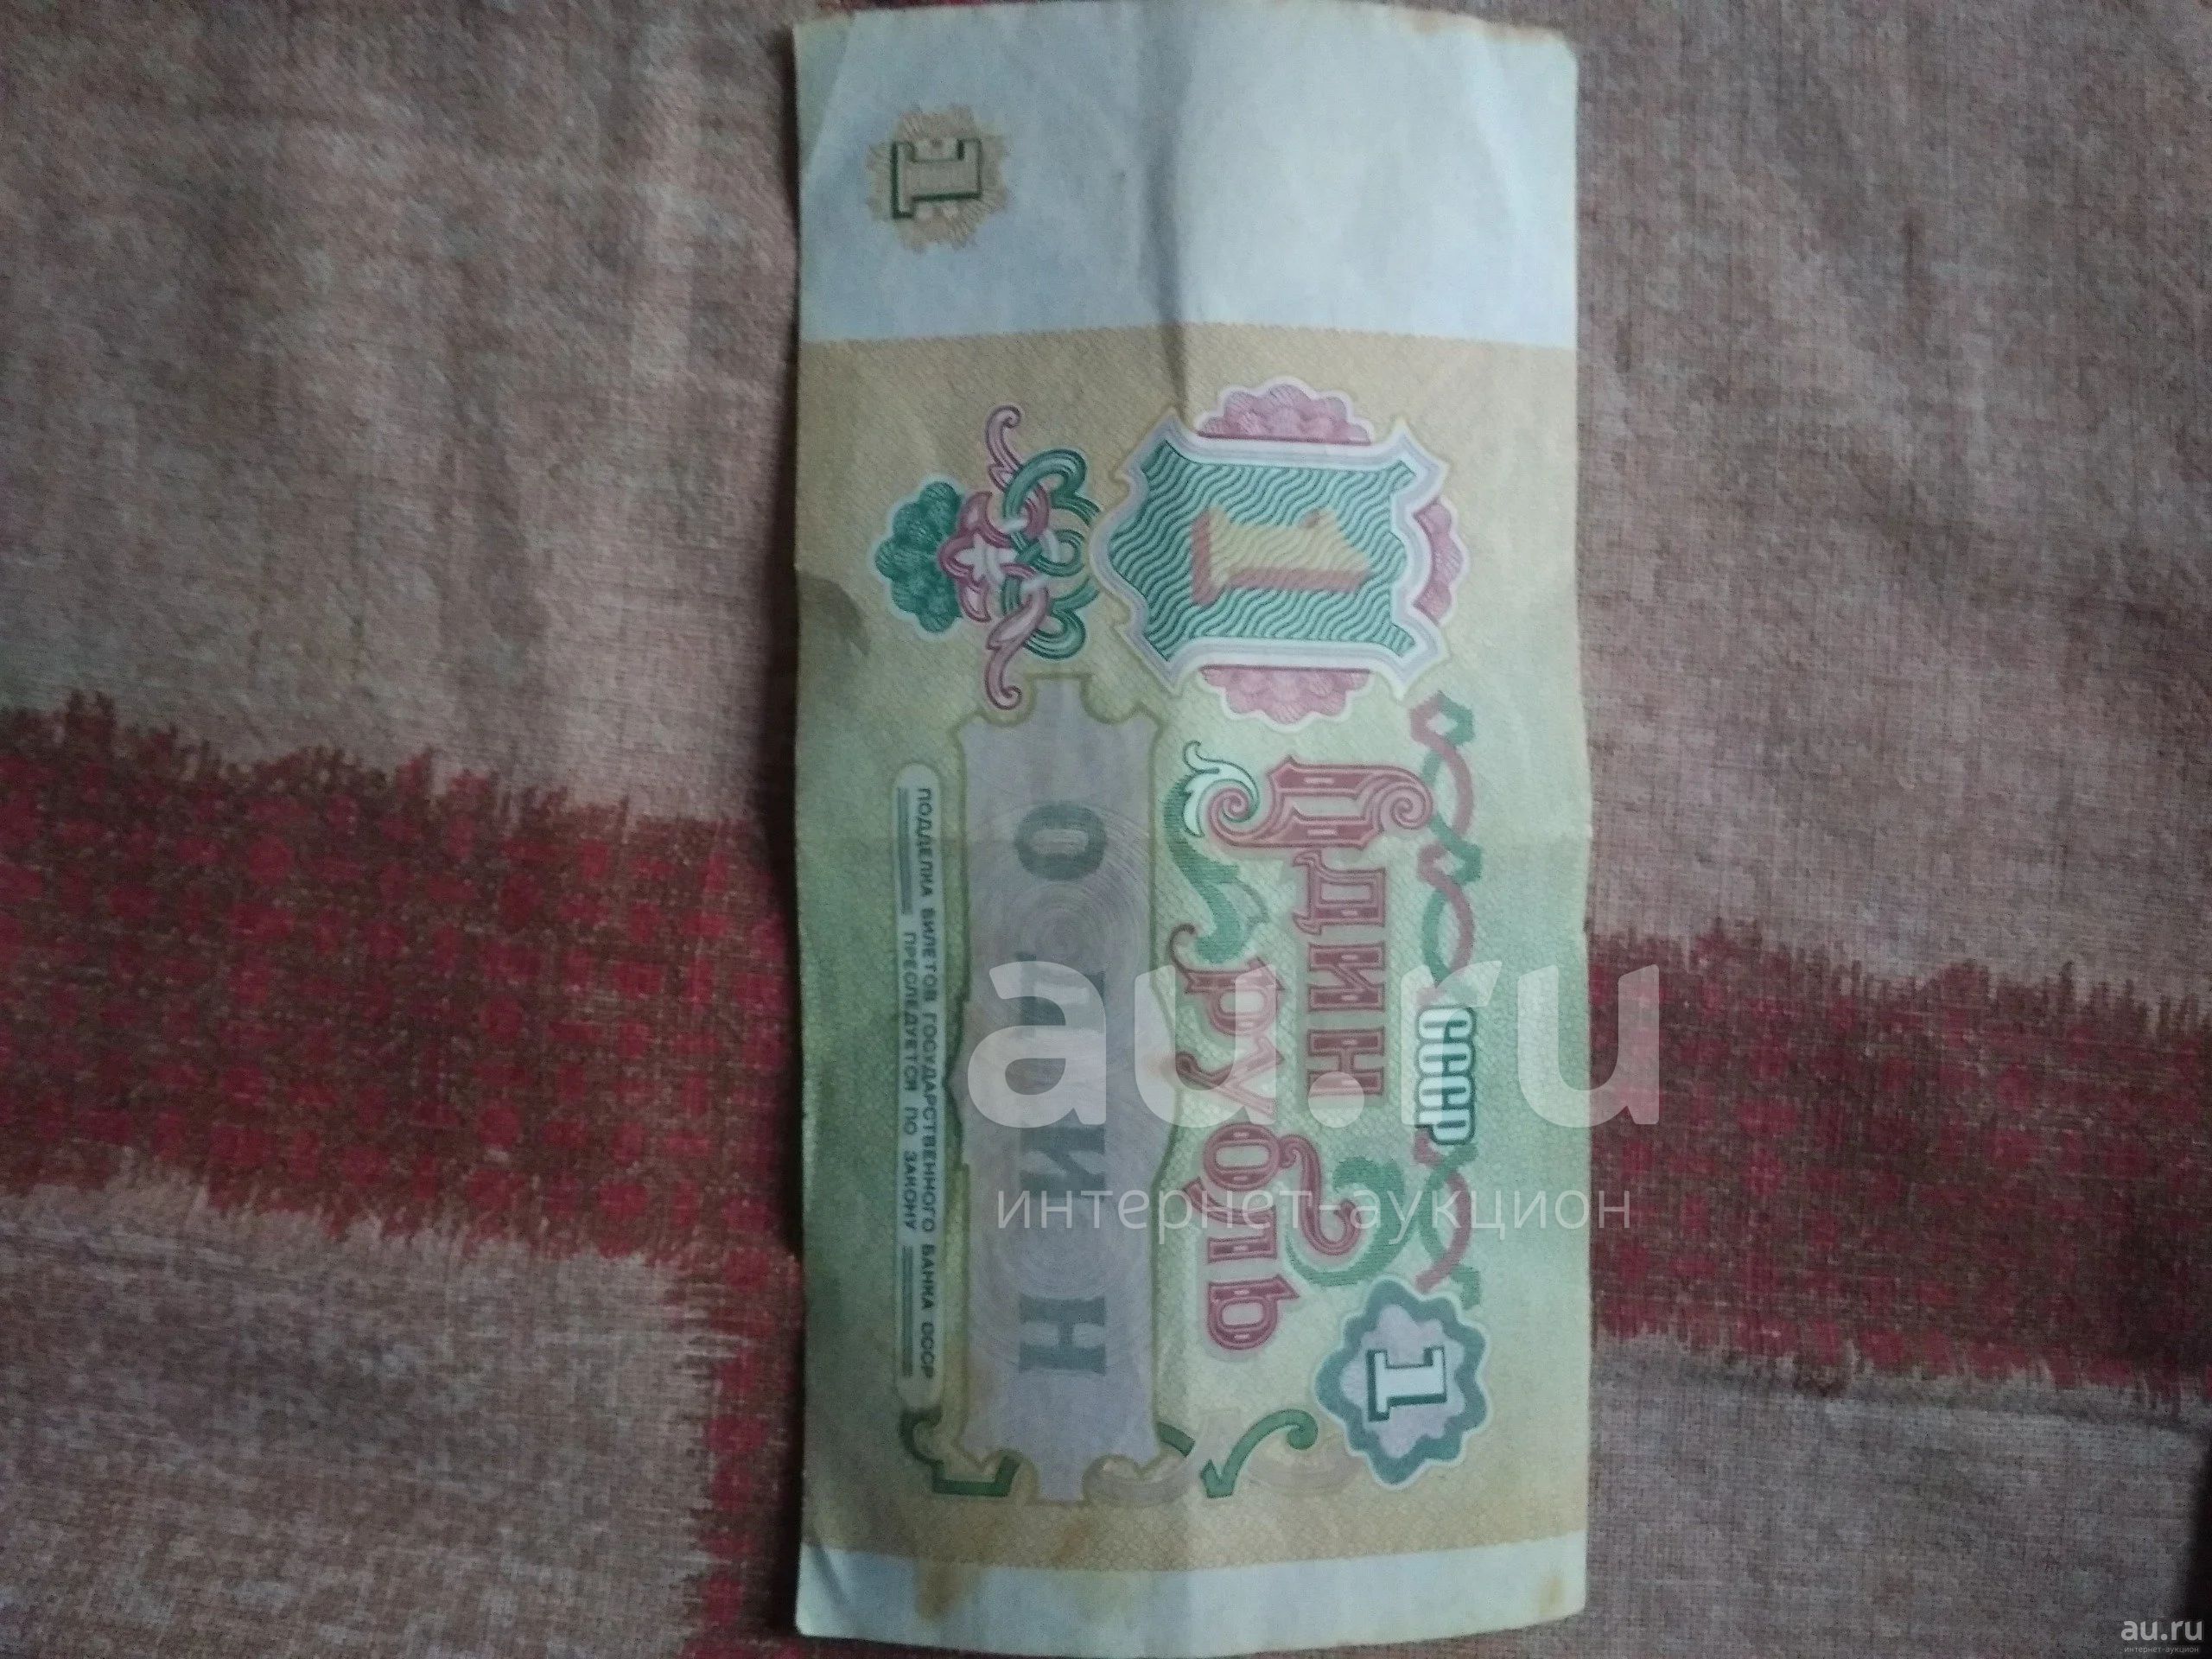 СССР
1
1
ОДИН
РУБЛЬ
1
ОДИН
ПОДДЕЛКА БИЛЕТОВ ГОСУДАРСТВЕННОГО БАНКА СССР
ПРЕСЛЕДУЕТСЯ ПО ЗАКОНУ
au.ru
интернет-аукцион
au.ru
интернет-аукцион